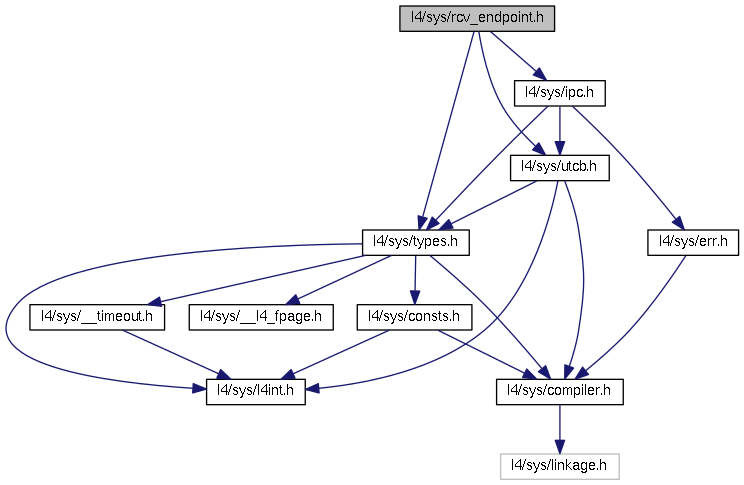 l4/sys/rcv_endpoint.h
l4/sys/ipc.h
l4/sys/utcb.h
l4/sys/types.h
l4/sys/err.h
l4/sys/__timeout.h
l4/sys/__l4_fpage.h
l4/sys/consts.h
l4/sys/l4int.h
l4/sys/compiler.h
l4/sys/linkage.h